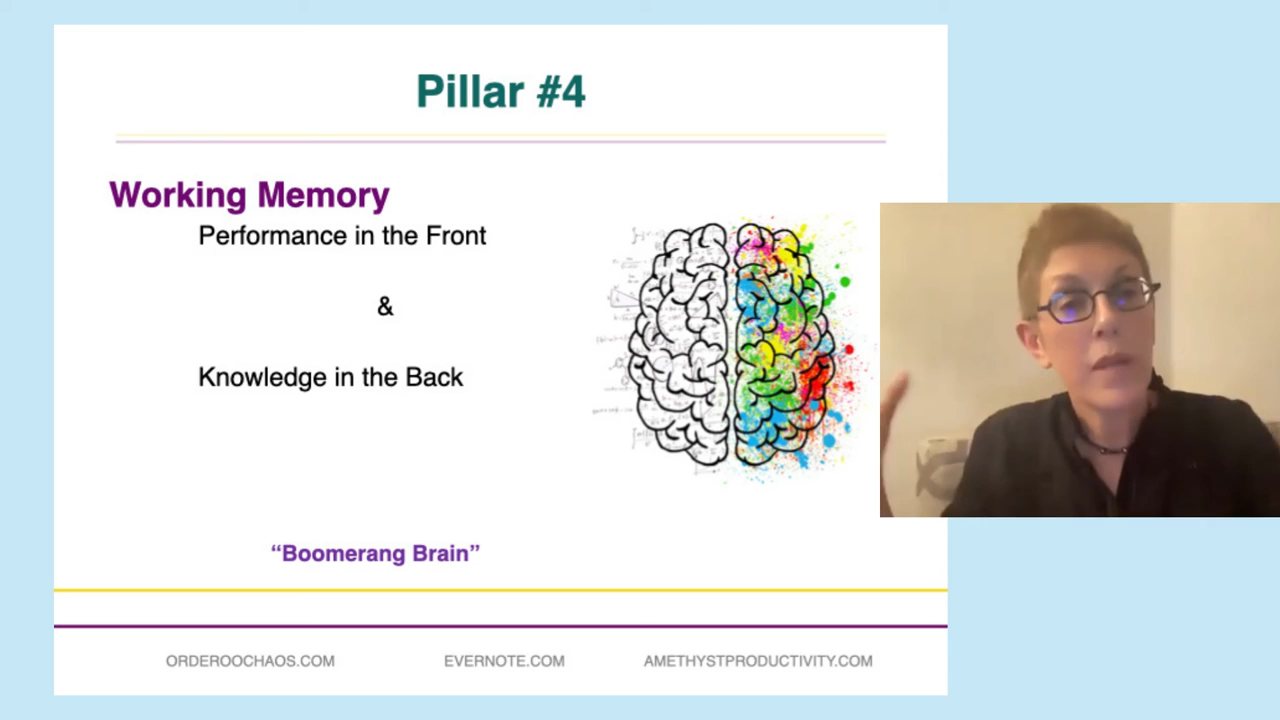 Pillar #4
Working Memory
Performance in the Front
&
Knowledge in the Back
“Boomerang Brain”
ORDEROOCHAOS.COM EVERNOTE.COM AMETHYSTPRODUCTIVITY.COM